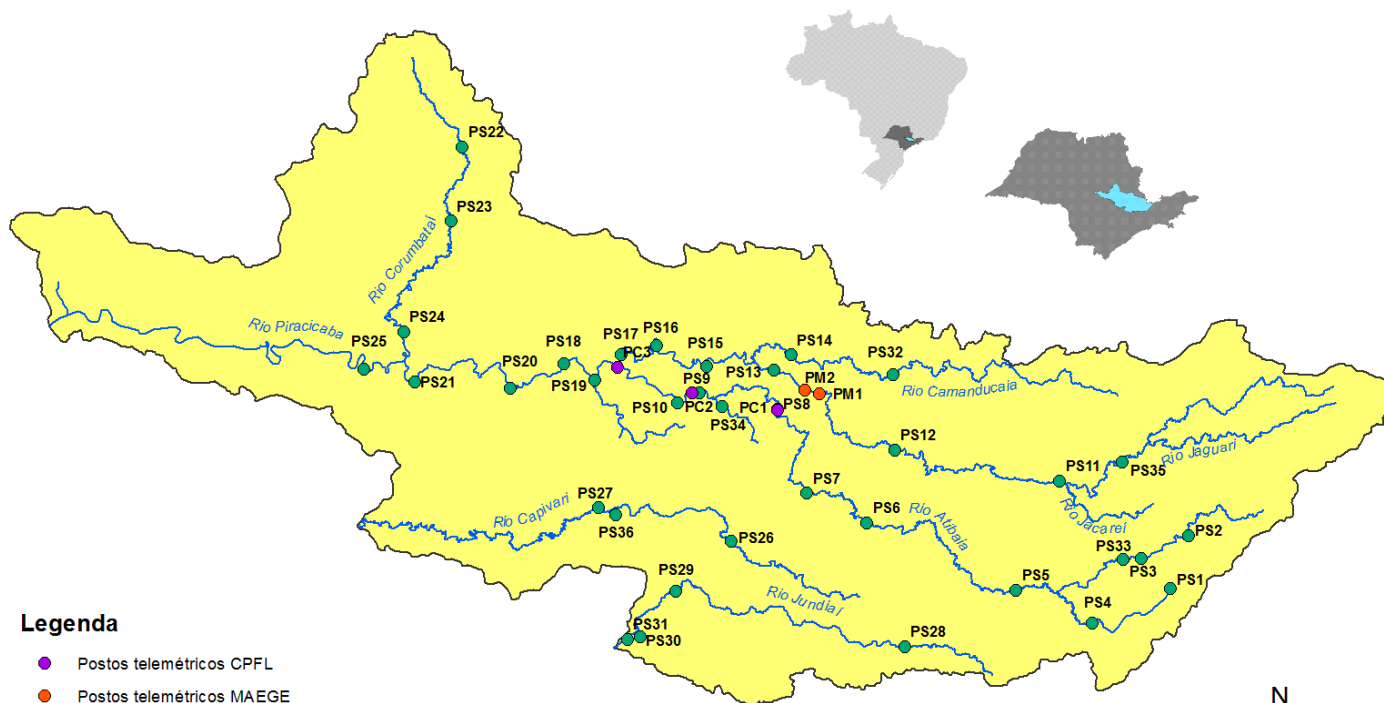 PS22
PS23
Rio Corumbataí
PS24
Rio Piracicaba
PS25
PS21
PS20
PS18
PS19
PS17
PC3
PS16
PS15
PS14
PS13
PS32
Rio Camanducaia
PM2
PM1
PS9
PS10
PC2
PS34
PC1
PS8
PS12
PS11
PS35
Rio Jaguari
PS7
PS6
Rio Atibaia
Rio Jacareí
PS2
PS33
PS3
PS1
PS5
PS4
PS27
Rio Capivari
PS36
PS26
PS29
Rio Jundiaí
PS31
PS30
PS28
Legenda
Postos telemétricos CPFL
Postos telemétricos MAEGE
N